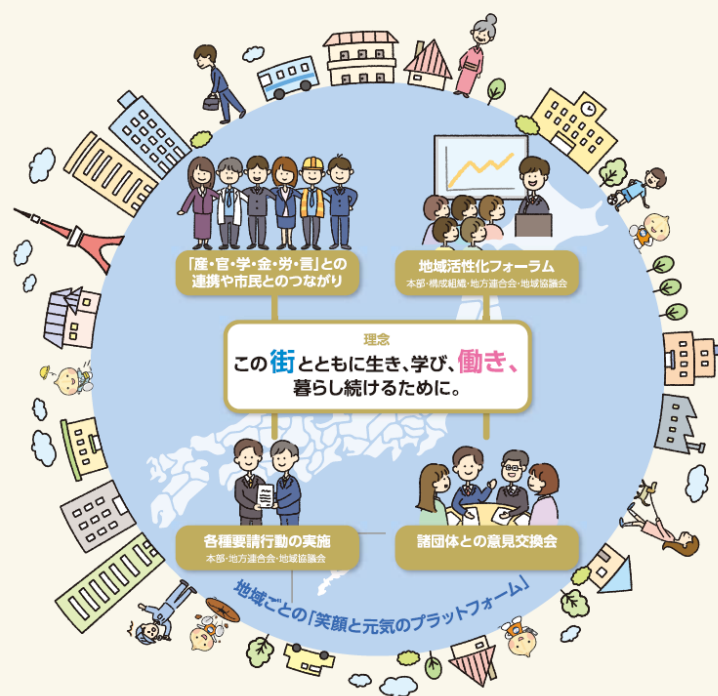 「産・官・学・金・労・言」との
連携や市民とのつながり
地域活性化フォーラム
本部・構成組織・地方連合会・地域協議会
理念
この街とともに生き、学び、働き、
暮らし続けるために。
各種要請行動の実施
本部・地方連合会・地域協議会
諸団体との意見交換会
地域ごとの「笑顔と元気のプラットフォーム」